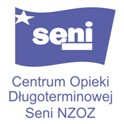 seni
Centrum Opieki
Długoterminowej
Seni NZOZ